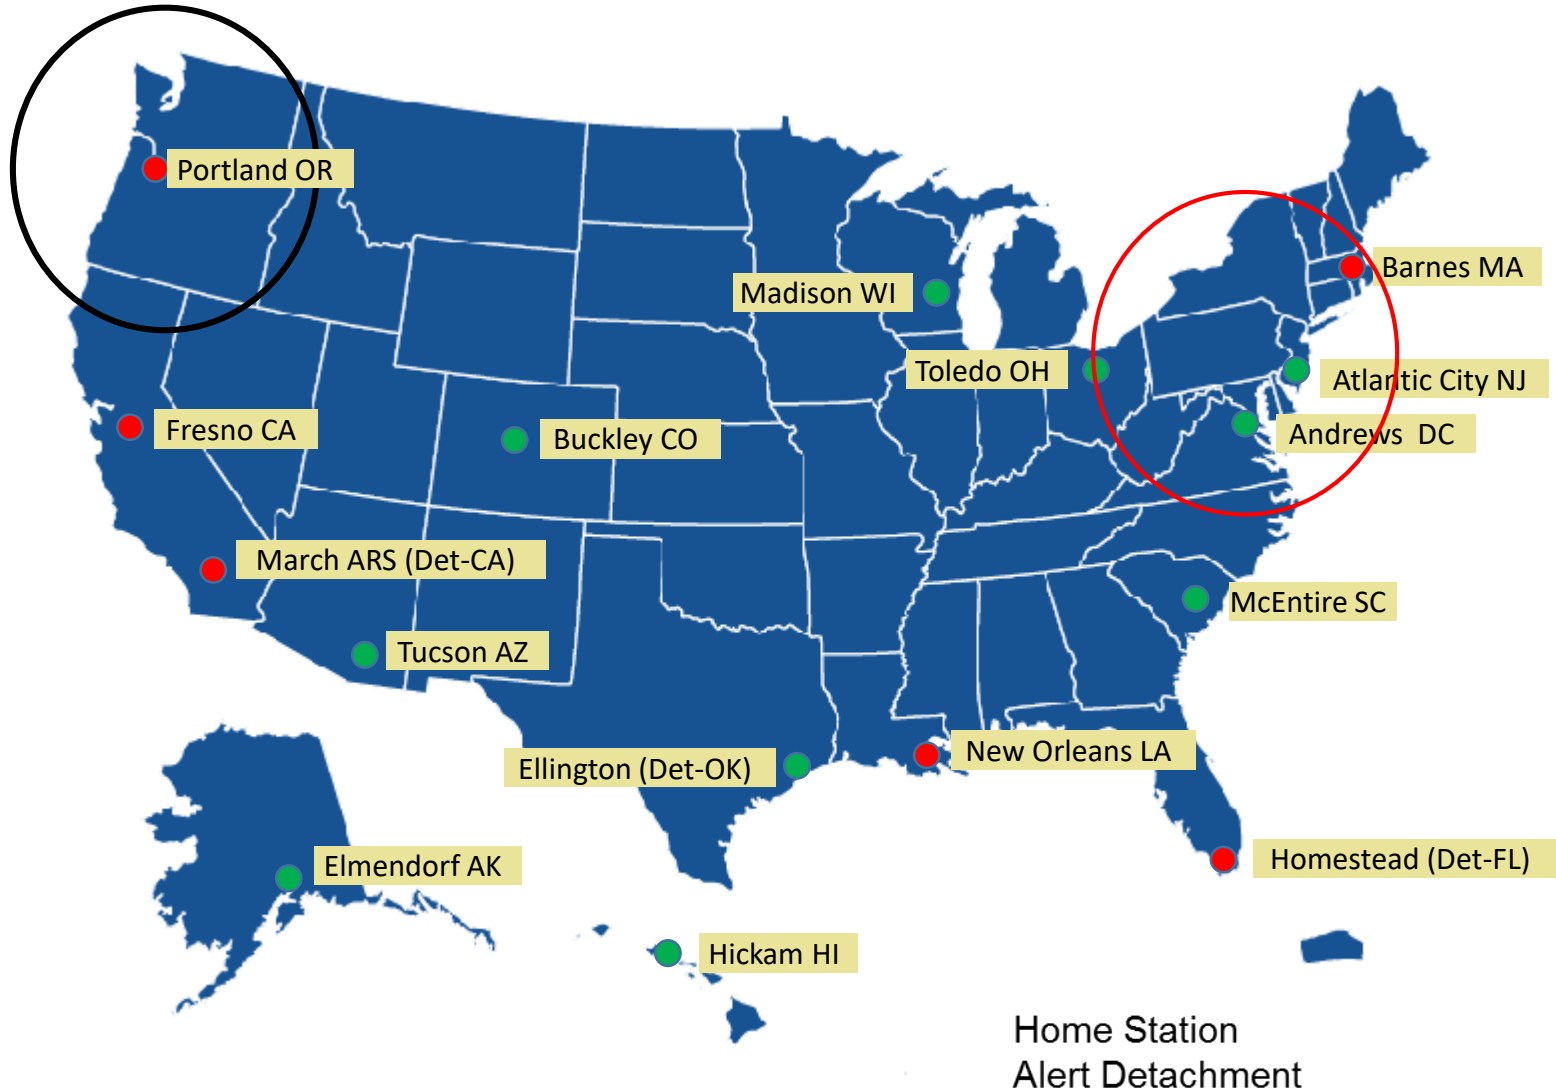 Portland OR
Barnes MA
Madison WI
Toledo OH
Atlantic City NJ
Fresno CA
Buckley CO
Andrews  DC
March ARS (Det-CA)
McEntire SC
Tucson AZ
New Orleans LA
Ellington (Det-OK)
Elmendorf AK
Homestead (Det-FL)
Hickam HI
Home Station
Alert Detachment